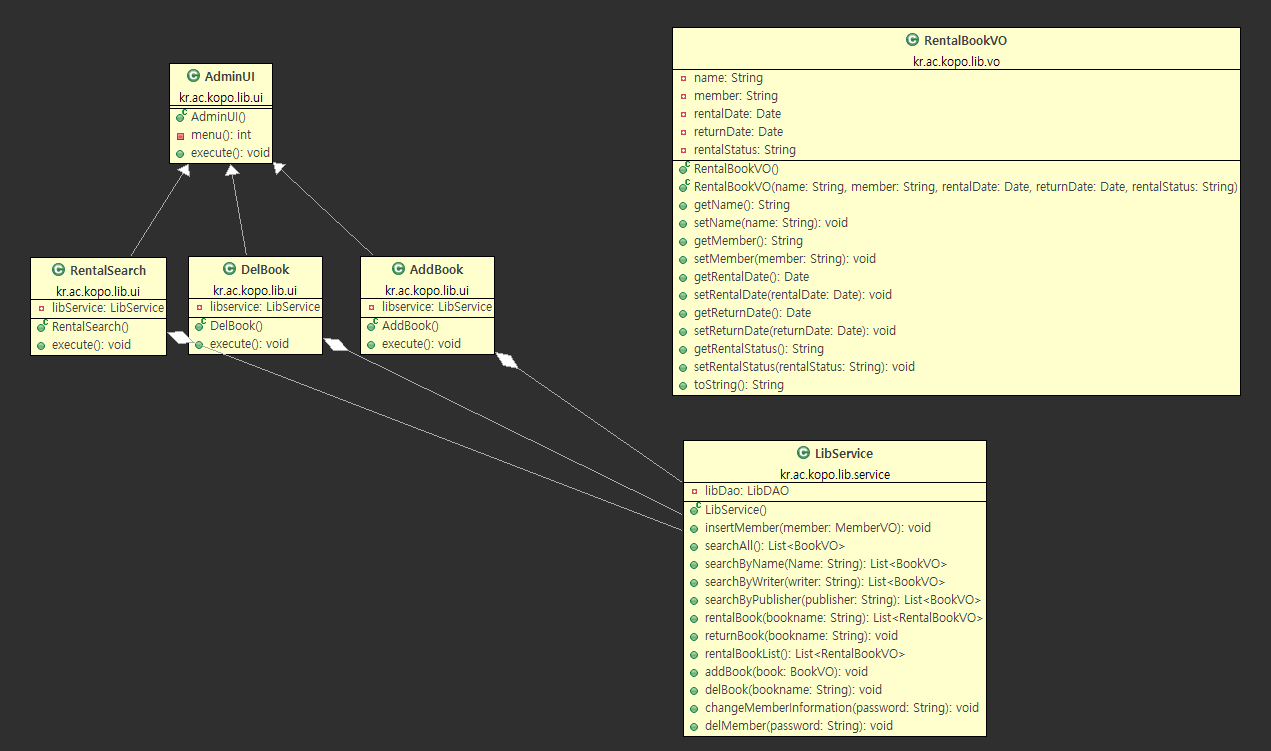 AdminUI
kr.ac.kopo.lib.ui
AdminUI()
menu(): int
execute(): void
RentalSearch
kr.ac.kopo.lib.ui
libService: LibService
RentalSearch()
execute(): void
DelBook
kr.ac.kopo.lib.ui
libservice: LibService
DelBook()
execute(): void
AddBook
kr.ac.kopo.lib.ui
libservice: LibService
AddBook()
execute(): void
RentalBookVO
kr.ac.kopo.lib.vo
name: String
member: String
rentalDate: Date
returnDate: Date
rentalStatus: String
RentalBookVO()
RentalBookVO(name: String, member: String, rentalDate: Date, returnDate: Date, rentalStatus: String)
getName(): String
setName(name: String): void
getMember(): String
setMember(member: String): void
getRentalDate(): Date
setRentalDate(rentalDate: Date): void
getReturnDate(): Date
setReturnDate(returnDate: Date): void
getRentalStatus(): String
setRentalStatus(rentalStatus: String): void
toString(): String
LibService
kr.ac.kopo.lib.service
libDao: LibDAO
LibService()
insertMember(member: MemberVO): void
searchAll(): List<BookVO>
searchByName(Name: String): List<BookVO>
searchByWriter(writer: String): List<BookVO>
searchByPublisher(publisher: String): List<BookVO>
rentalBook(bookname: String): List<RentalBookVO>
returnBook(bookname: String): void
rentalBookList(): List<RentalBookVO>
addBook(book: BookVO): void
delBook(bookname: String): void
changeMemberInformation(password: String): void
delMember(password: String): void